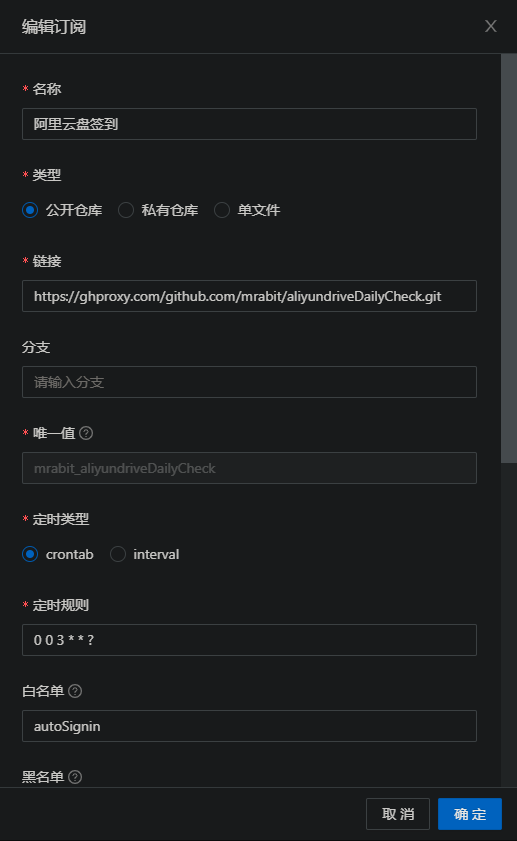 编辑订阅
X
* 名称
阿里云盘签到
* 类型
公开仓库 私有仓库 单文件
* 链接
https://ghproxy.com/github.com/mrabit/aliyundriveDailyCheck.git
分支
请输入分支
* 唯一值 ?
mrabit_aliyundriveDailyCheck
* 定时类型
crontab interval
* 定时规则
0 0 3 * * ?
白名单 ?
autoSignin
黑名单 ?
取 消 确 定